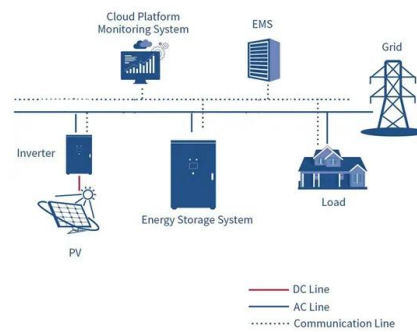 Cloud Platform
Monitoring System
EMS
Grid
Inverter
Energy Storage System
Load
PV
DC Line
AC Line
Communication Line